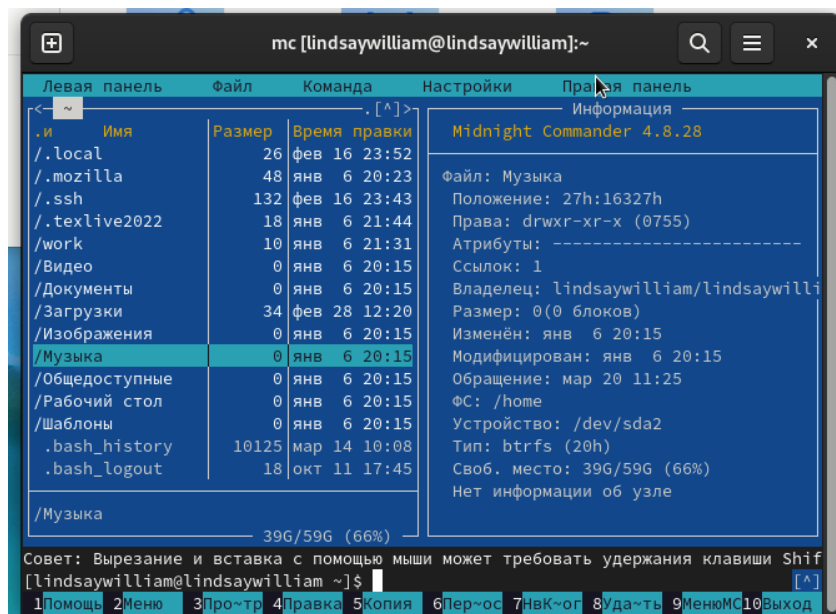 mc [lindsaywilliam@lindsaywilliam]:~
Левая панель Файл Команда Настройки Правая панель
<- ~ .[^]>
.и Имя Размер Время правки
/.local 26 фев 16 23:52
/.mozilla 48 янв 6 20:23
/.ssh 132 фев 16 23:43
/.texlive2022 18 янв 6 21:44
/work 10 янв 6 21:31
/Видео 0 янв 6 20:15
/Документы 0 янв 6 20:15
/Загрузки 34 фев 28 12:20
/Изображения 0 янв 6 20:15
/Музыка 0 янв 6 20:15
/Общедоступные 0 янв 6 20:15
/Рабочий стол 0 янв 6 20:15
/Шаблоны 0 янв 6 20:15
.bash_history 10125 мар 14 10:08
.bash_logout 18 окт 11 17:45
/Музыка
39G/59G (66%)
Информация
Midnight Commander 4.8.28
Файл: Музыка
Положение: 27h:16327h
Права: drwxr-xr-x (0755)
Атрибуты: -------------------------
Ссылок: 1
Владелец: lindsaywilliam/lindsaywilli
Размер: 0(0 блоков)
Изменён: янв 6 20:15
Модифицирован: янв 6 20:15
Обращение: мар 20 11:25
ФС: /home
Устройство: /dev/sda2
Тип: btrfs (20h)
Своб. место: 39G/59G (66%)
Нет информации об узле
Совет: Вырезание и вставка с помощью мыши может требовать удержания клавиши Shif
[lindsaywilliam@lindsaywilliam ~]$ [^]
1Помощь 2Меню 3Про~тр 4Правка 5Копия 6Пер~ос 7НвК~ог 8Уда~ть 9МенюMC 10Выход